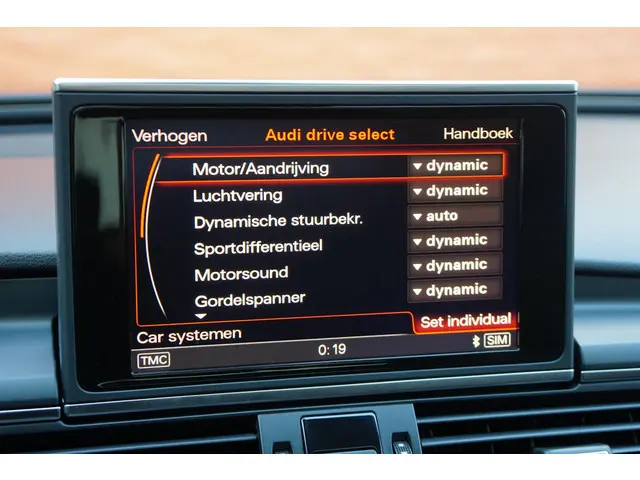 Verhogen Audi drive select Handboek
Motor/Aandrijving dynamic
Luchtvering dynamic
Dynamische stuurbekr. auto
Sportdifferentieel dynamic
Motorsound dynamic
Gordelspanner dynamic
Car systemen Set individual
TMC 0:19 SIM